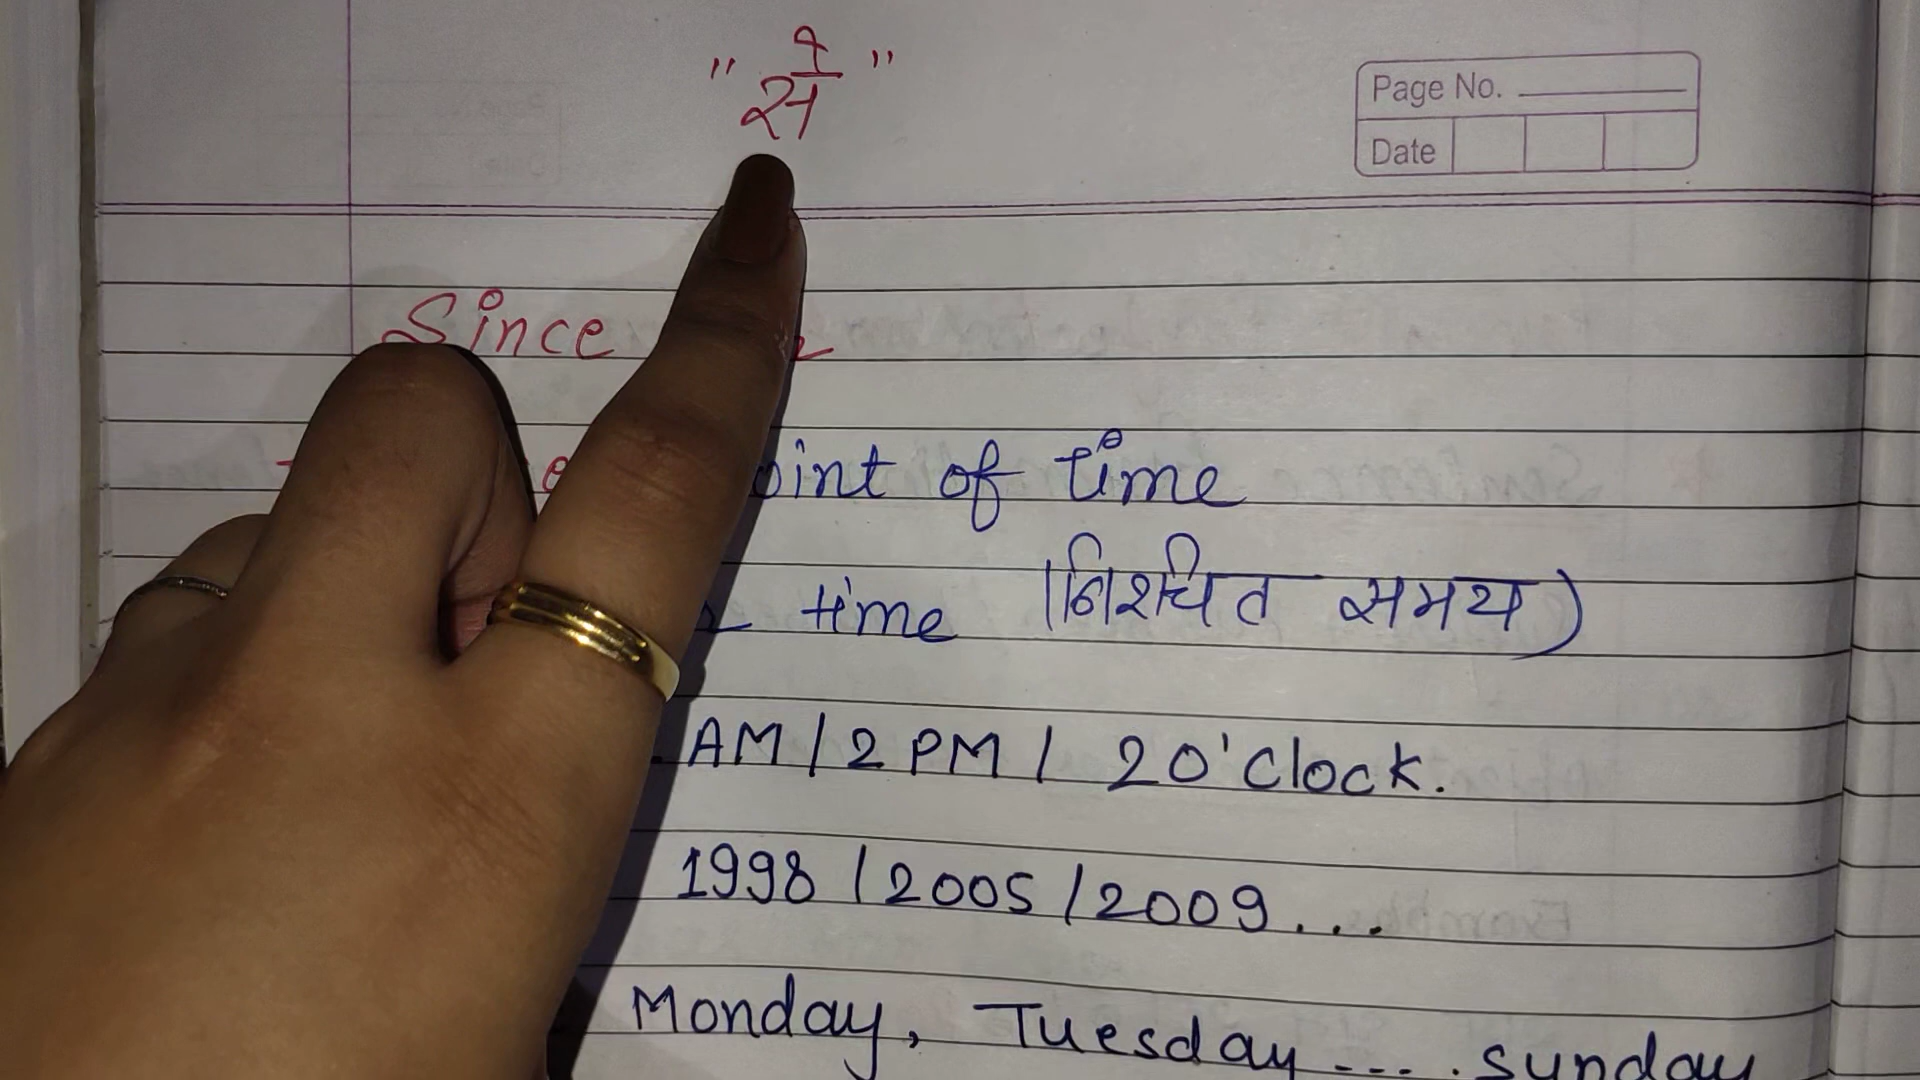 " से "
Page No.
Date
Since
point of time
time (निश्चित समय)
AM / 2 PM / 2 O'clock.
1998 / 2005 / 2009 ...
Monday, Tuesday ---- . sunday